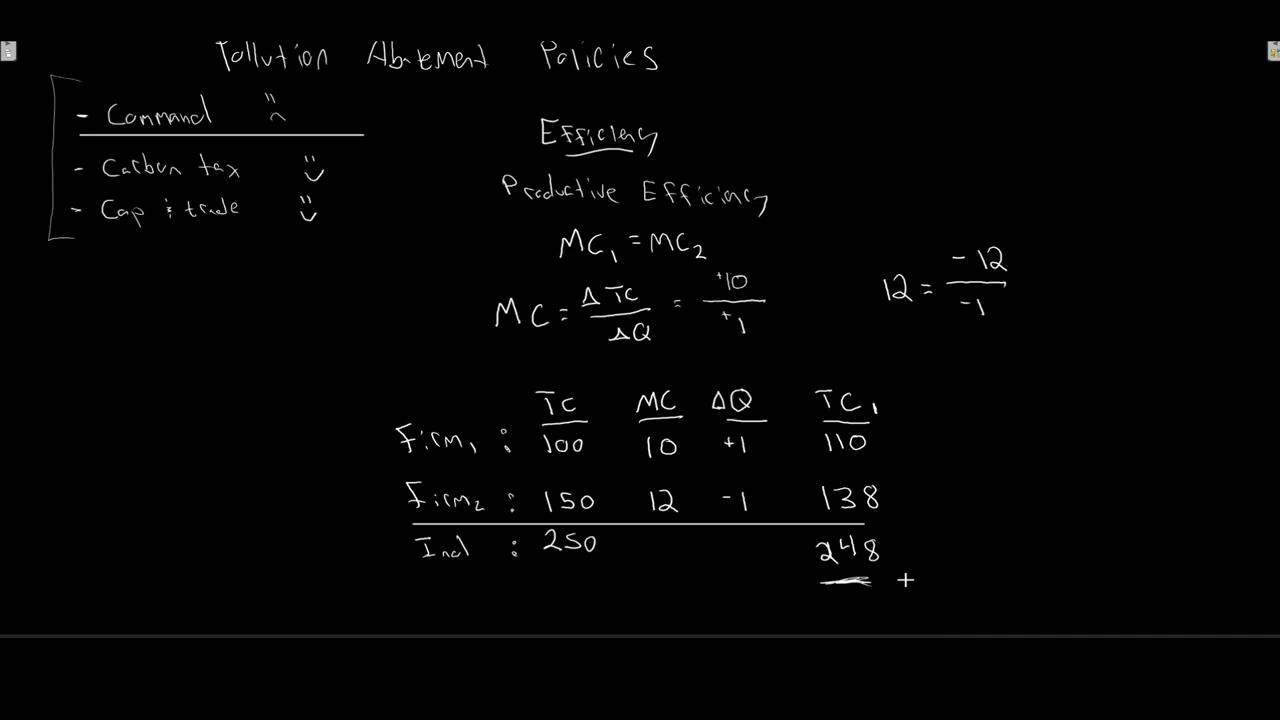 Pollution Abatement Policies
- Command
- Carbon tax
- Cap & trade
Efficiency
Productive Efficiency
MC₁ = MC₂
MC = ΔTC / ΔQ = +10 / +1
12 = -12 / -1
TC MC ΔQ TC₁
Firm₁ : 100 10 +1 110
Firm₂ : 150 12 -1 138
Ind : 250 248
+